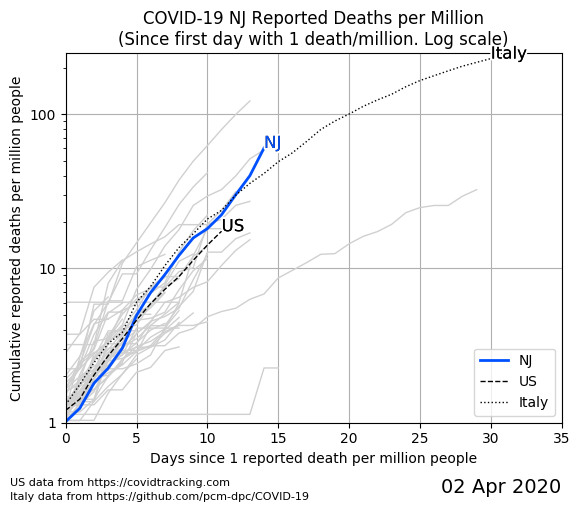 COVID-19 NJ Reported Deaths per Million
(Since first day with 1 death/million. Log scale)
Cumulative reported deaths per million people
100
10
1
Italy
NJ
US
NJ
US
Italy
0 5 10 15 20 25 30 35
Days since 1 reported death per million people
US data from https://covidtracking.com
Italy data from https://github.com/pcm-dpc/COVID-19
02 Apr 2020